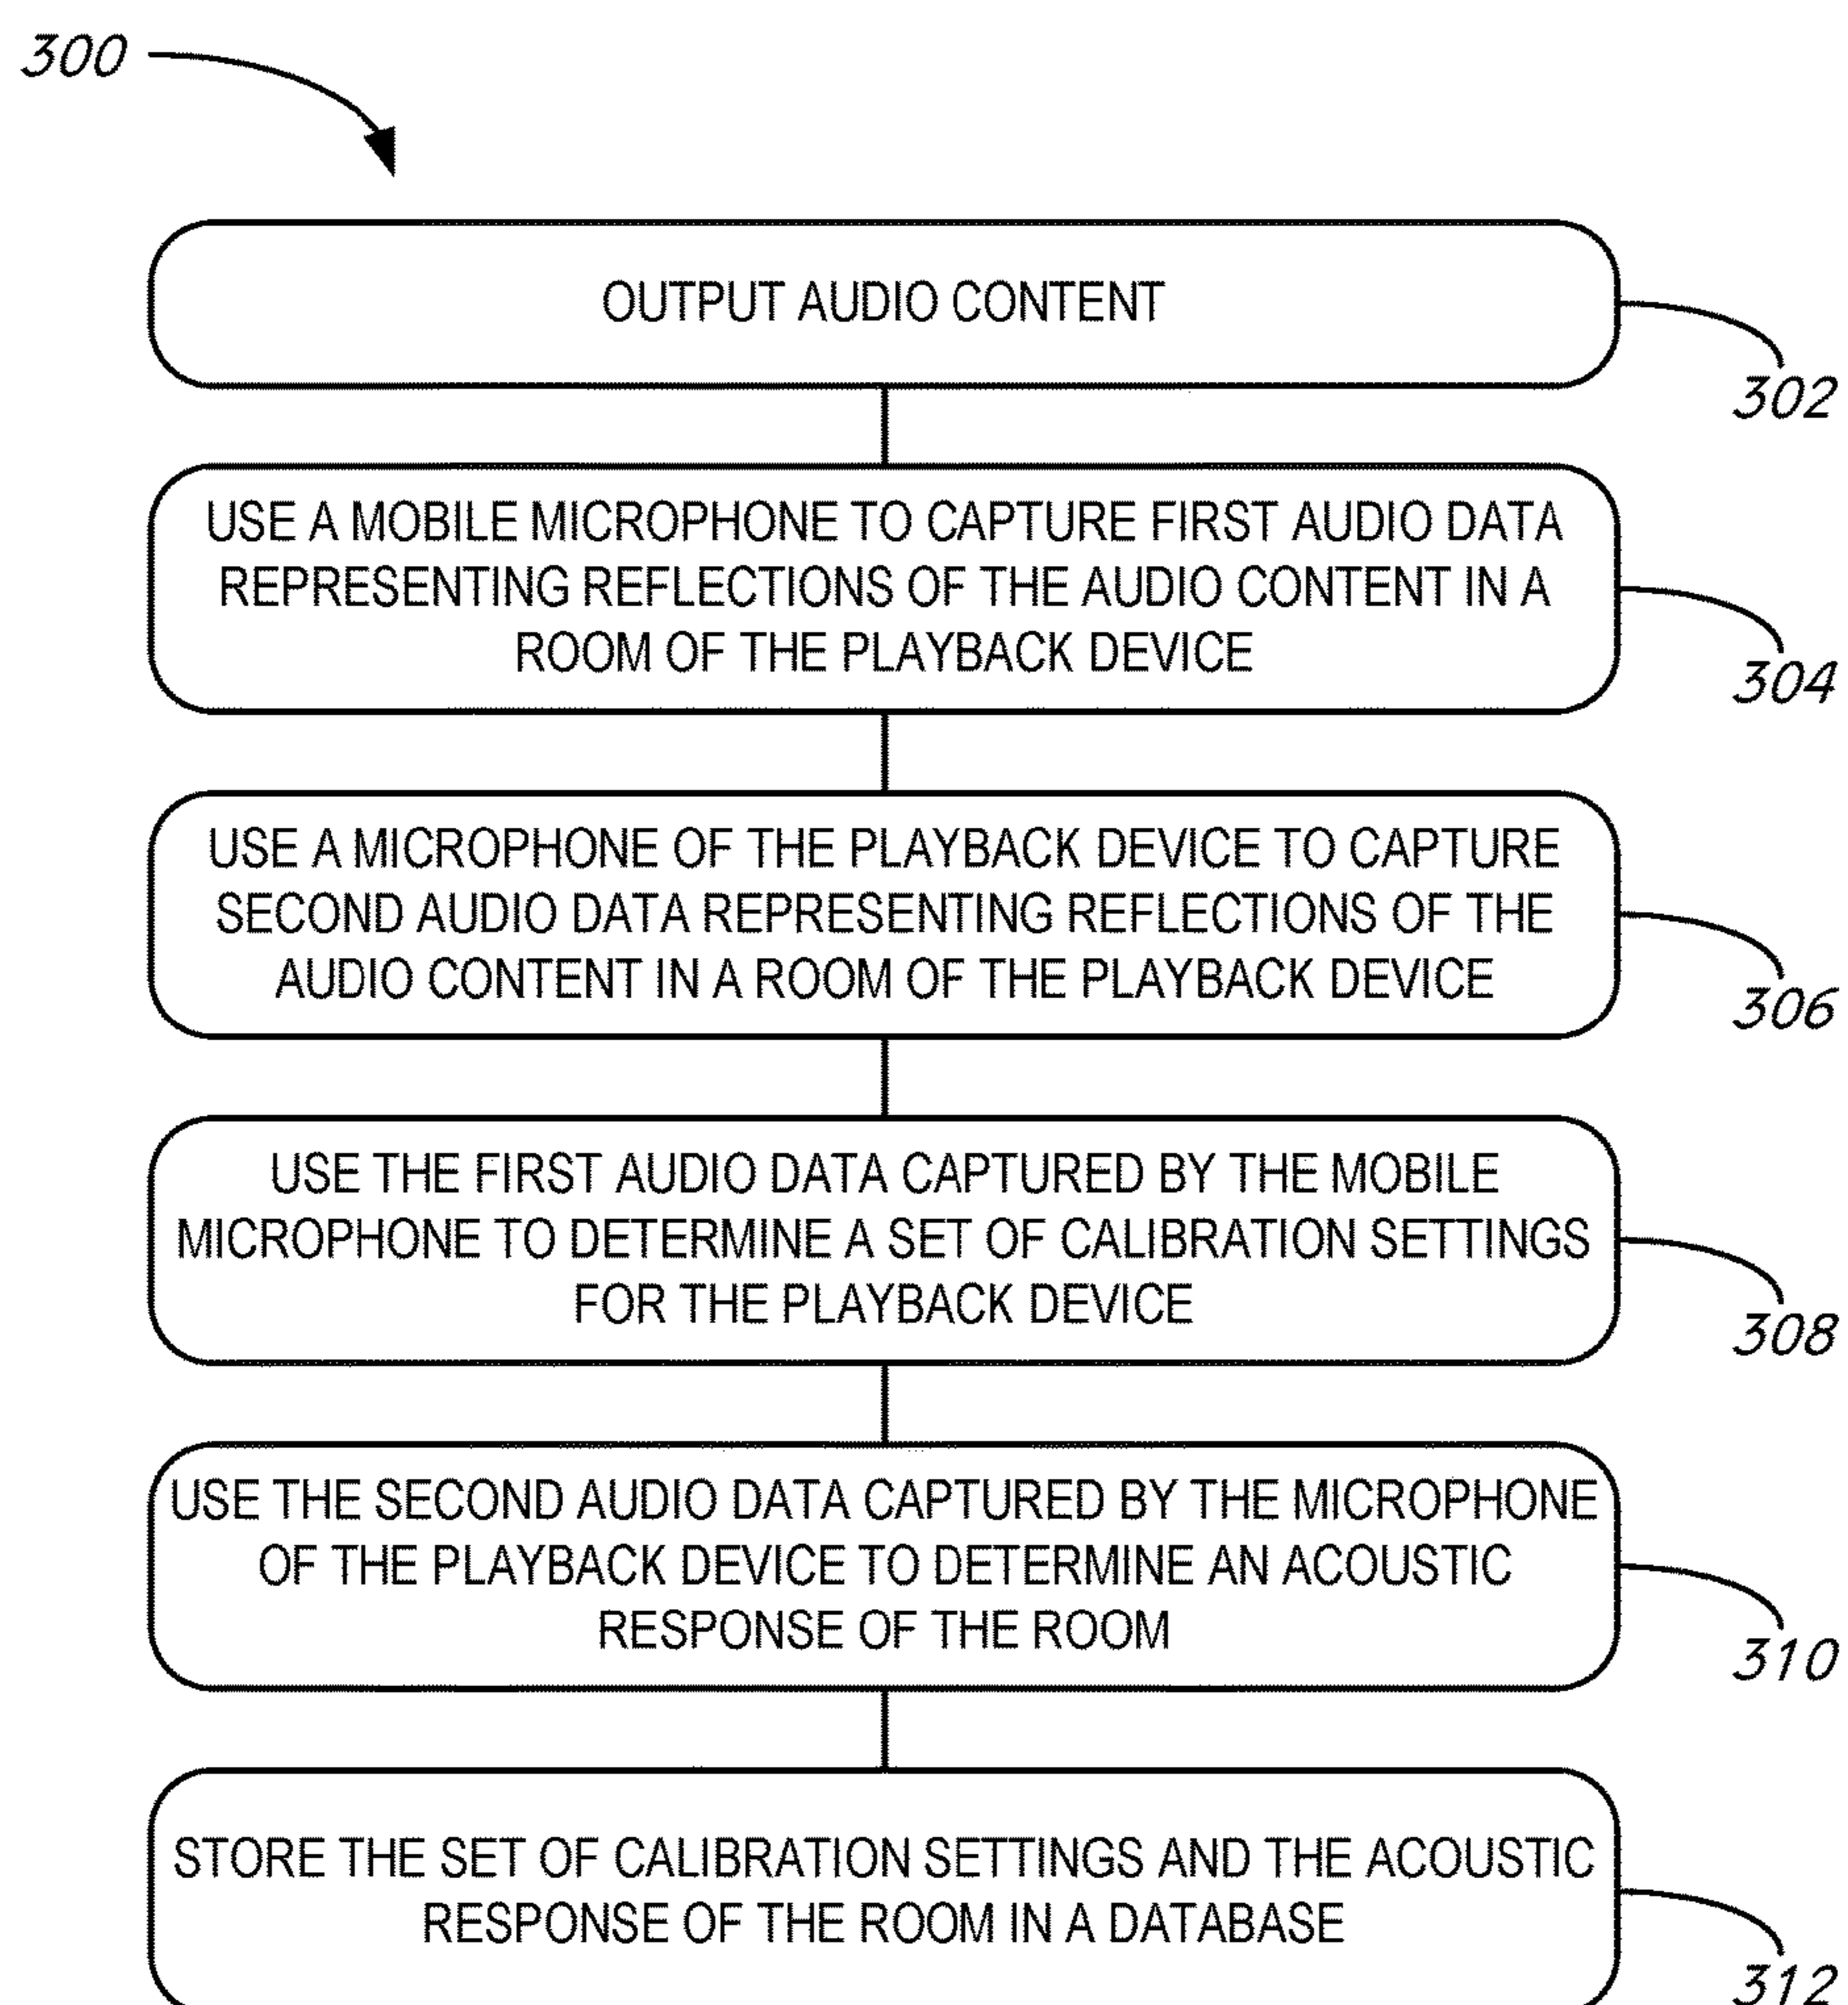 300
OUTPUT AUDIO CONTENT
302
USE A MOBILE MICROPHONE TO CAPTURE FIRST AUDIO DATA
REPRESENTING REFLECTIONS OF THE AUDIO CONTENT IN A
ROOM OF THE PLAYBACK DEVICE
304
USE A MICROPHONE OF THE PLAYBACK DEVICE TO CAPTURE
SECOND AUDIO DATA REPRESENTING REFLECTIONS OF THE
AUDIO CONTENT IN A ROOM OF THE PLAYBACK DEVICE
306
USE THE FIRST AUDIO DATA CAPTURED BY THE MOBILE
MICROPHONE TO DETERMINE A SET OF CALIBRATION SETTINGS
FOR THE PLAYBACK DEVICE
308
USE THE SECOND AUDIO DATA CAPTURED BY THE MICROPHONE
OF THE PLAYBACK DEVICE TO DETERMINE AN ACOUSTIC
RESPONSE OF THE ROOM
310
STORE THE SET OF CALIBRATION SETTINGS AND THE ACOUSTIC
RESPONSE OF THE ROOM IN A DATABASE
312